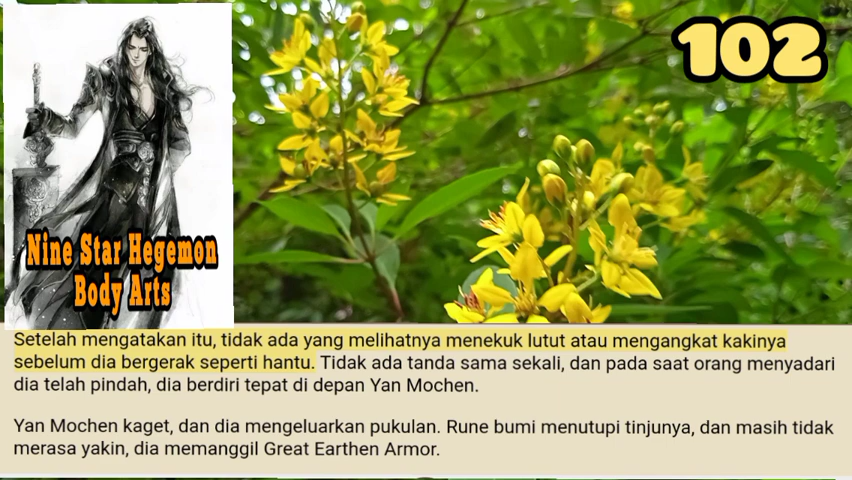 102
Nine Star Hegemon
Body Arts
Setelah mengatakan itu, tidak ada yang melihatnya menekuk lutut atau mengangkat kakinya
sebelum dia bergerak seperti hantu. Tidak ada tanda sama sekali, dan pada saat orang menyadari
dia telah pindah, dia berdiri tepat di depan Yan Mochen.
Yan Mochen kaget, dan dia mengeluarkan pukulan. Rune bumi menutupi tinjunya, dan masih tidak
merasa yakin, dia memanggil Great Earthen Armor.